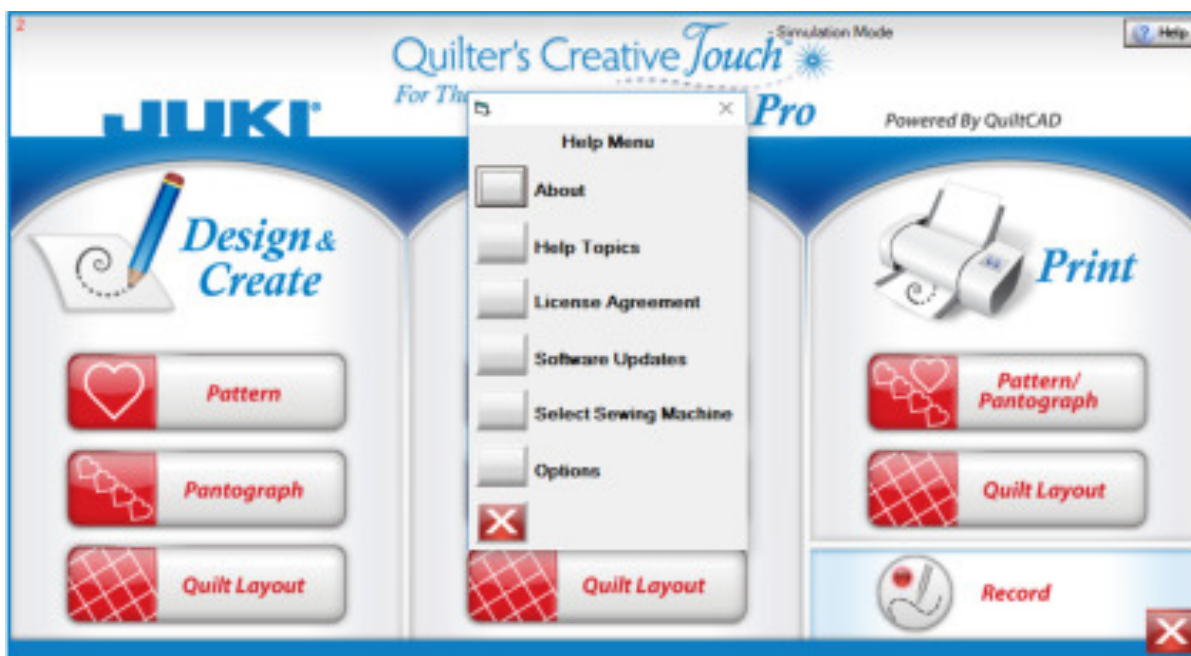 2
Quilter's Creative Touch
- Simulation Mode
Help
For The
Pro
JUKI
Powered By QuiltCAD
Help Menu
About
Help Topics
License Agreement
Software Updates
Select Sewing Machine
Options
Design &
Create
Pattern
Pantograph
Quilt Layout
Quilt Layout
Print
Pattern/
Pantograph
Quilt Layout
Record